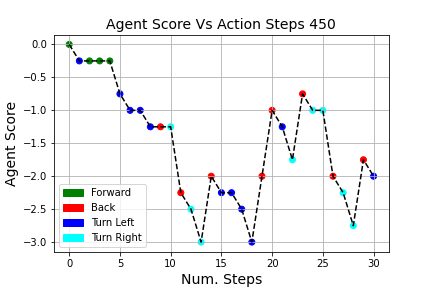 Agent Score Vs Action Steps 450
Agent Score
0.0
−0.5
−1.0
−1.5
−2.0
−2.5
−3.0
Forward
Back
Turn Left
Turn Right
0 5 10 15 20 25 30
Num. Steps